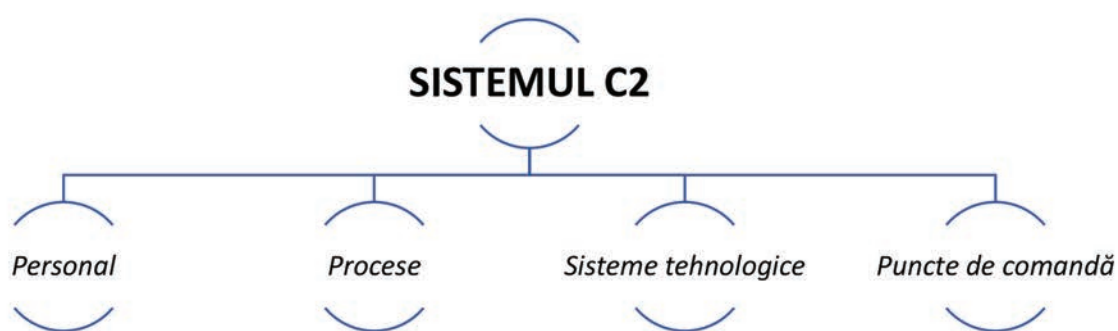 SISTEMUL C2
Personal
Procese
Sisteme tehnologice
Puncte de comandă